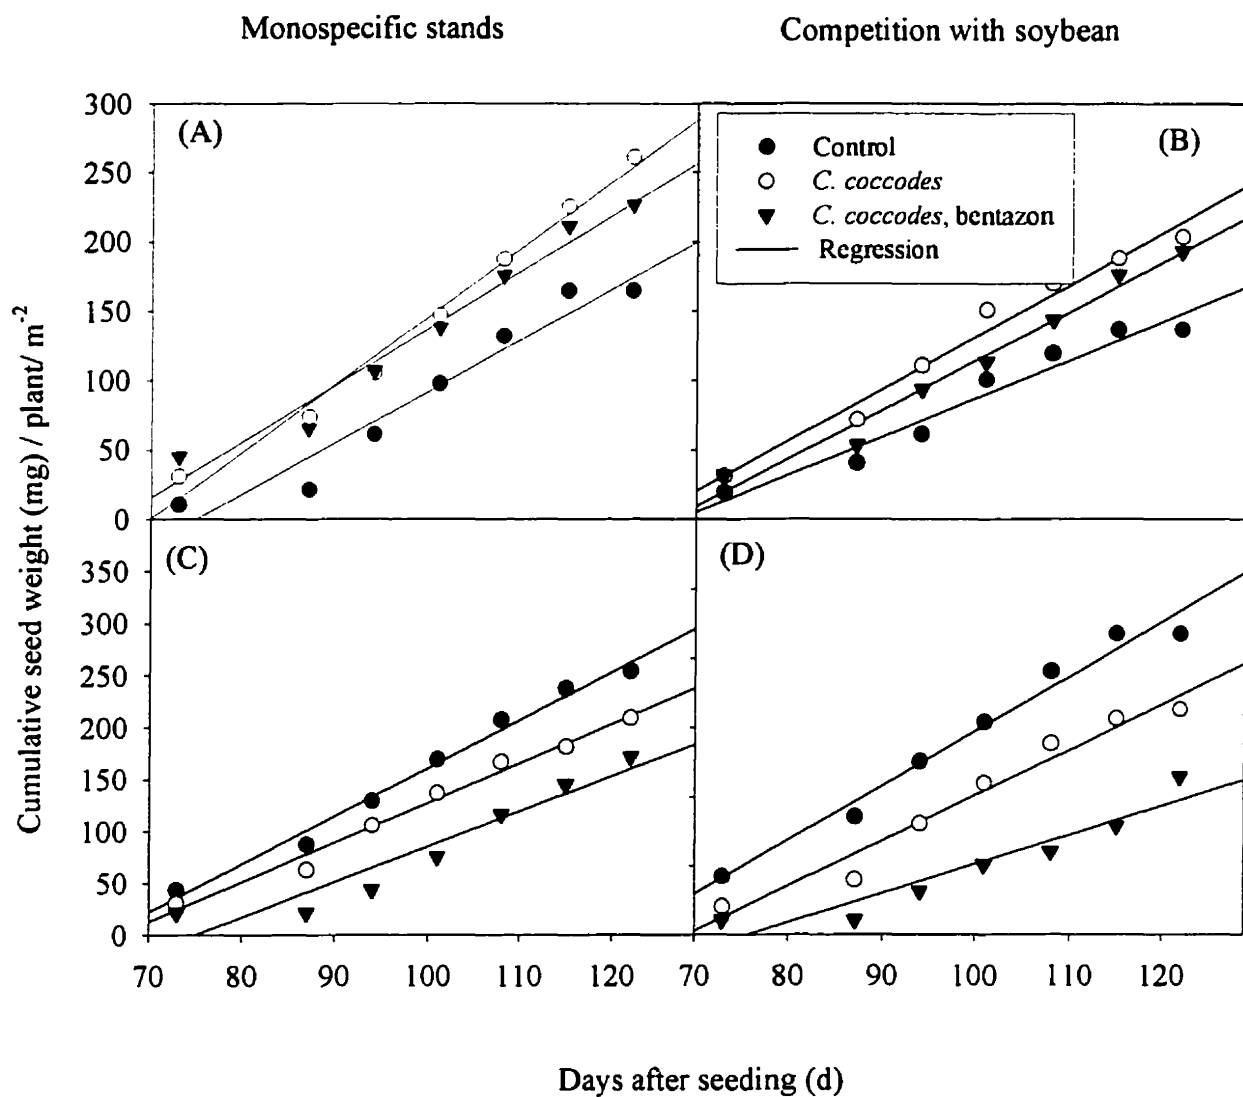 Monospecific stands
Competition with soybean
300
250
200
150
100
50
0
(A)
(B)
Control
C. coccodes
C. coccodes, bentazon
Regression
350
300
250
200
150
100
50
0
(C)
(D)
70 80 90 100 110 120 70 80 90 100 110 120
Cumulative seed weight (mg) / plant/ m⁻²
Days after seeding (d)